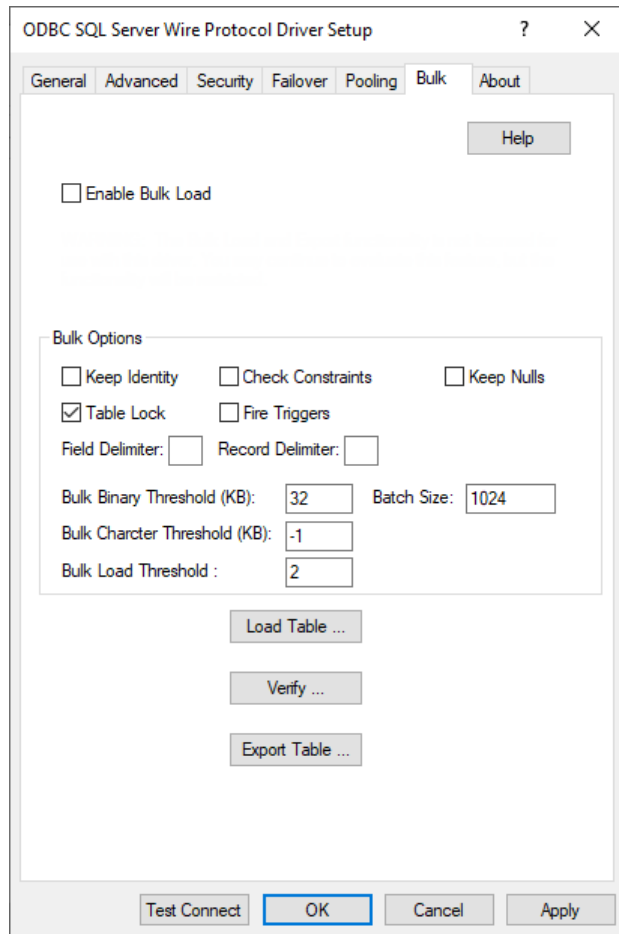 ODBC SQL Server Wire Protocol Driver Setup ?
General Advanced Security Failover Pooling Bulk About
Help
Enable Bulk Load
Bulk Options
Keep Identity Check Constraints Keep Nulls
Table Lock Fire Triggers
Field Delimiter: Record Delimiter:
Bulk Binary Threshold (KB): 32 Batch Size: 1024
Bulk Charcter Threshold (KB): -1
Bulk Load Threshold : 2
Load Table ...
Verify ...
Export Table ...
Test Connect OK Cancel Apply